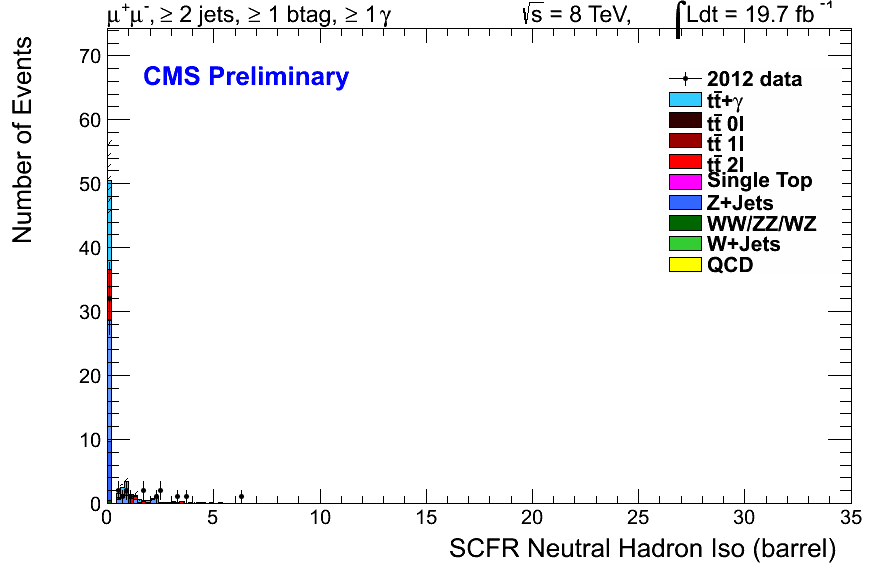 μ⁺μ⁻, ≥ 2 jets, ≥ 1 btag, ≥ 1 γ
√s = 8 TeV, ∫Ldt = 19.7 fb⁻¹
Number of Events
CMS Preliminary
2012 data
tt̄+γ
tt̄ 0l
tt̄ 1l
tt̄ 2l
Single Top
Z+Jets
WW/ZZ/WZ
W+Jets
QCD
70
60
50
40
30
20
10
0
0 5 10 15 20 25 30 35
SCFR Neutral Hadron Iso (barrel)